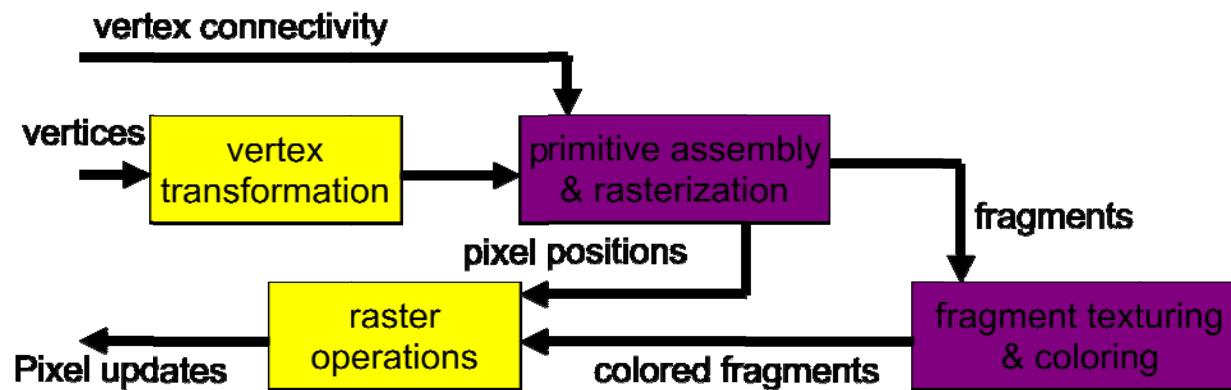 vertex connectivity
vertices
vertex
transformation
primitive assembly
& rasterization
fragments
pixel positions
raster
operations
fragment texturing
& coloring
Pixel updates
colored fragments